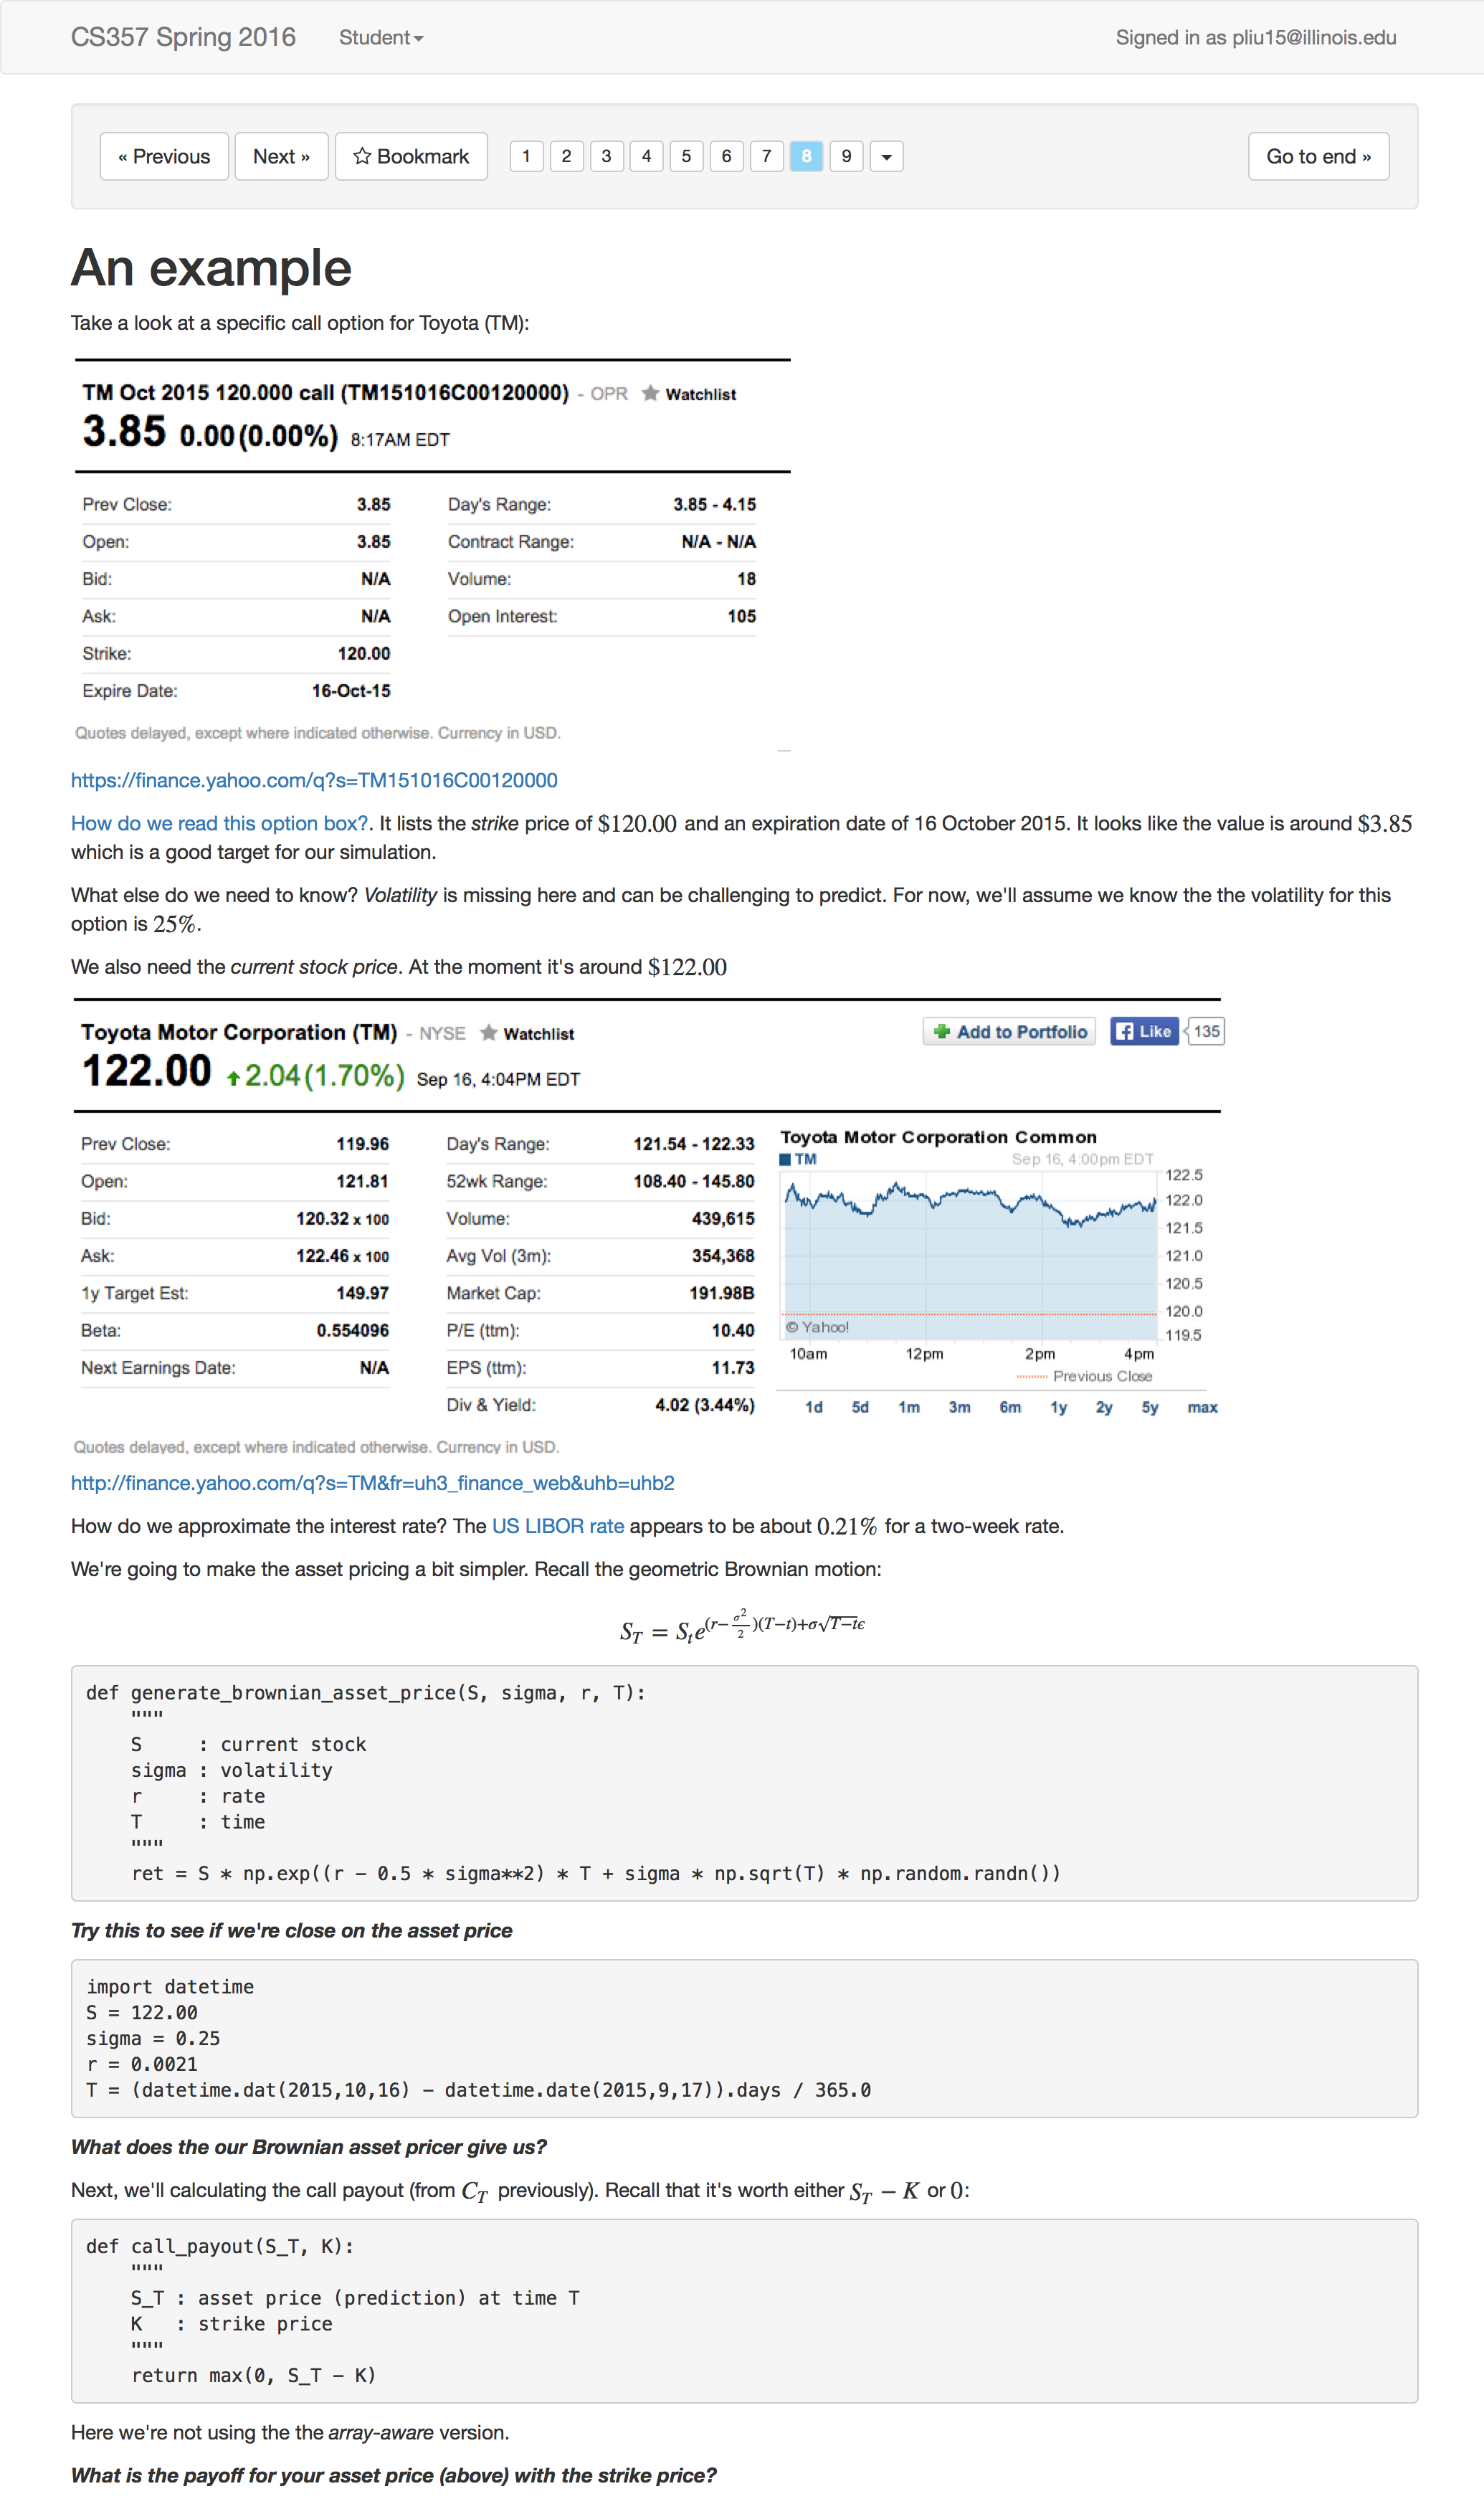 CS357 Spring 2016 Student Signed in as pliu15@illinois.edu
« Previous Next » Bookmark 1 2 3 4 5 6 7 8 9 Go to end »
An example
Take a look at a specific call option for Toyota (TM):
TM Oct 2015 120.000 call (TM151016C00120000) - OPR Watchlist
3.85 0.00(0.00%) 8:17AM EDT
Prev Close: 3.85 Day's Range: 3.85 - 4.15
Open: 3.85 Contract Range: N/A - N/A
Bid: N/A Volume: 18
Ask: N/A Open Interest: 105
Strike: 120.00
Expire Date: 16-Oct-15
Quotes delayed, except where indicated otherwise. Currency in USD.
https://finance.yahoo.com/q?s=TM151016C00120000
How do we read this option box?. It lists the strike price of $120.00 and an expiration date of 16 October 2015. It looks like the value is around $3.85
which is a good target for our simulation.
What else do we need to know? Volatility is missing here and can be challenging to predict. For now, we'll assume we know the the volatility for this
option is 25%.
We also need the current stock price. At the moment it's around $122.00
Toyota Motor Corporation (TM) - NYSE Watchlist Add to Portfolio Like 135
122.00 2.04(1.70%) Sep 16, 4:04PM EDT
Prev Close: 119.96 Day's Range: 121.54 - 122.33
Open: 121.81 52wk Range: 108.40 - 145.80
Bid: 120.32 x 100 Volume: 439,615
Ask: 122.46 x 100 Avg Vol (3m): 354,368
1y Target Est: 149.97 Market Cap: 191.98B
Beta: 0.554096 P/E (ttm): 10.40
Next Earnings Date: N/A EPS (ttm): 11.73
Div & Yield: 4.02 (3.44%)
Toyota Motor Corporation Common
TM Sep 16, 4:00pm EDT
122.5
122.0
121.5
121.0
120.5
120.0
119.5
© Yahoo!
10am 12pm 2pm 4pm
Previous Close
1d 5d 1m 3m 6m 1y 2y 5y max
Quotes delayed, except where indicated otherwise. Currency in USD.
http://finance.yahoo.com/q?s=TM&fr=uh3_finance_web&uhb=uhb2
How do we approximate the interest rate? The US LIBOR rate appears to be about 0.21% for a two-week rate.
We're going to make the asset pricing a bit simpler. Recall the geometric Brownian motion:
S_T = S_t e^{(r−\frac{σ^2}{2})(T−t)+σ√{T−t}ϵ}
def generate_brownian_asset_price(S, sigma, r, T):
    """
    S     : current stock
    sigma : volatility
    r     : rate
    T     : time
    """
    ret = S * np.exp((r - 0.5 * sigma**2) * T + sigma * np.sqrt(T) * np.random.randn())
Try this to see if we're close on the asset price
import datetime
S = 122.00
sigma = 0.25
r = 0.0021
T = (datetime.dat(2015,10,16) - datetime.date(2015,9,17)).days / 365.0
What does the our Brownian asset pricer give us?
Next, we'll calculating the call payout (from C_T previously). Recall that it's worth either S_T − K or 0:
def call_payout(S_T, K):
    """
    S_T : asset price (prediction) at time T
    K   : strike price
    """
    return max(0, S_T - K)
Here we're not using the the array-aware version.
What is the payoff for your asset price (above) with the strike price?